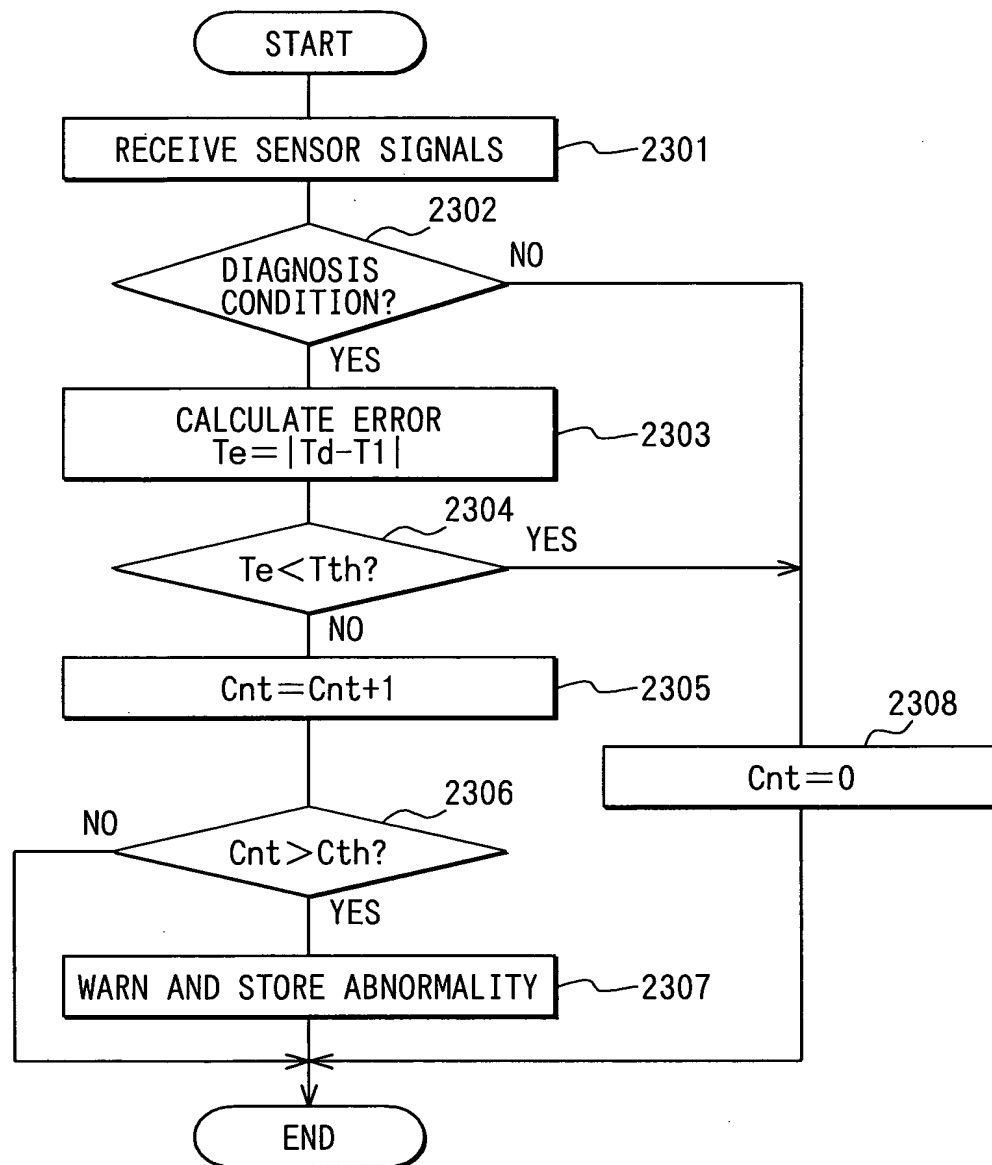 START
RECEIVE SENSOR SIGNALS
2301
2302
DIAGNOSIS
CONDITION?
NO
YES
CALCULATE ERROR
Te=|Td-T1|
2303
2304
Te<Tth?
YES
NO
Cnt=Cnt+1
2305
2308
Cnt=0
2306
NO
Cnt>Cth?
YES
WARN AND STORE ABNORMALITY
2307
END